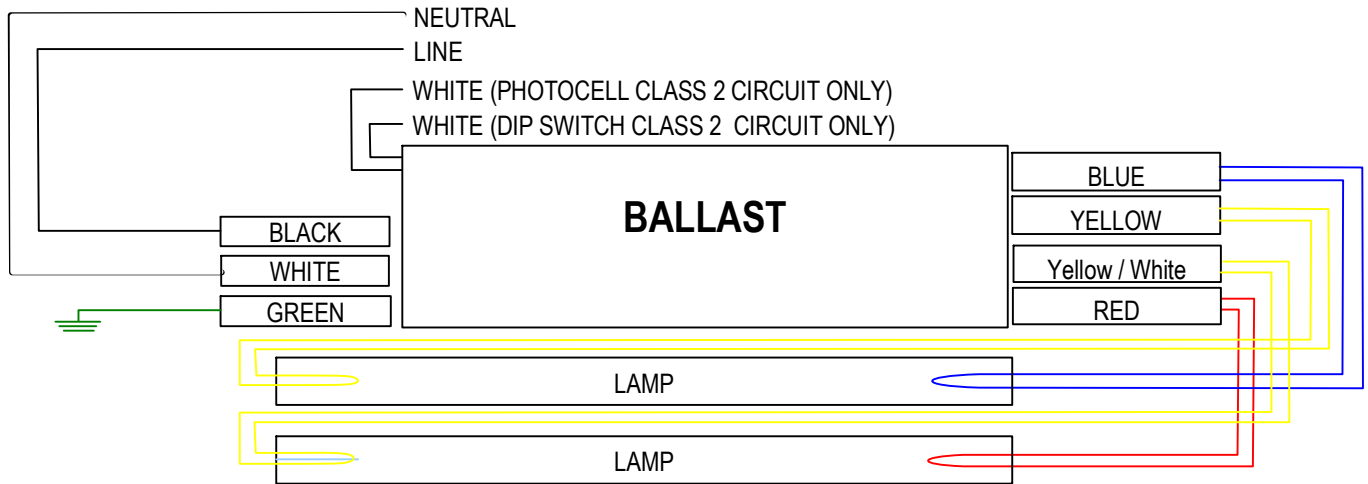 NEUTRAL
LINE
WHITE (PHOTOCELL CLASS 2 CIRCUIT ONLY)
WHITE (DIP SWITCH CLASS 2 CIRCUIT ONLY)
BALLAST
BLACK
WHITE
GREEN
BLUE
YELLOW
Yellow / White
RED
LAMP
LAMP